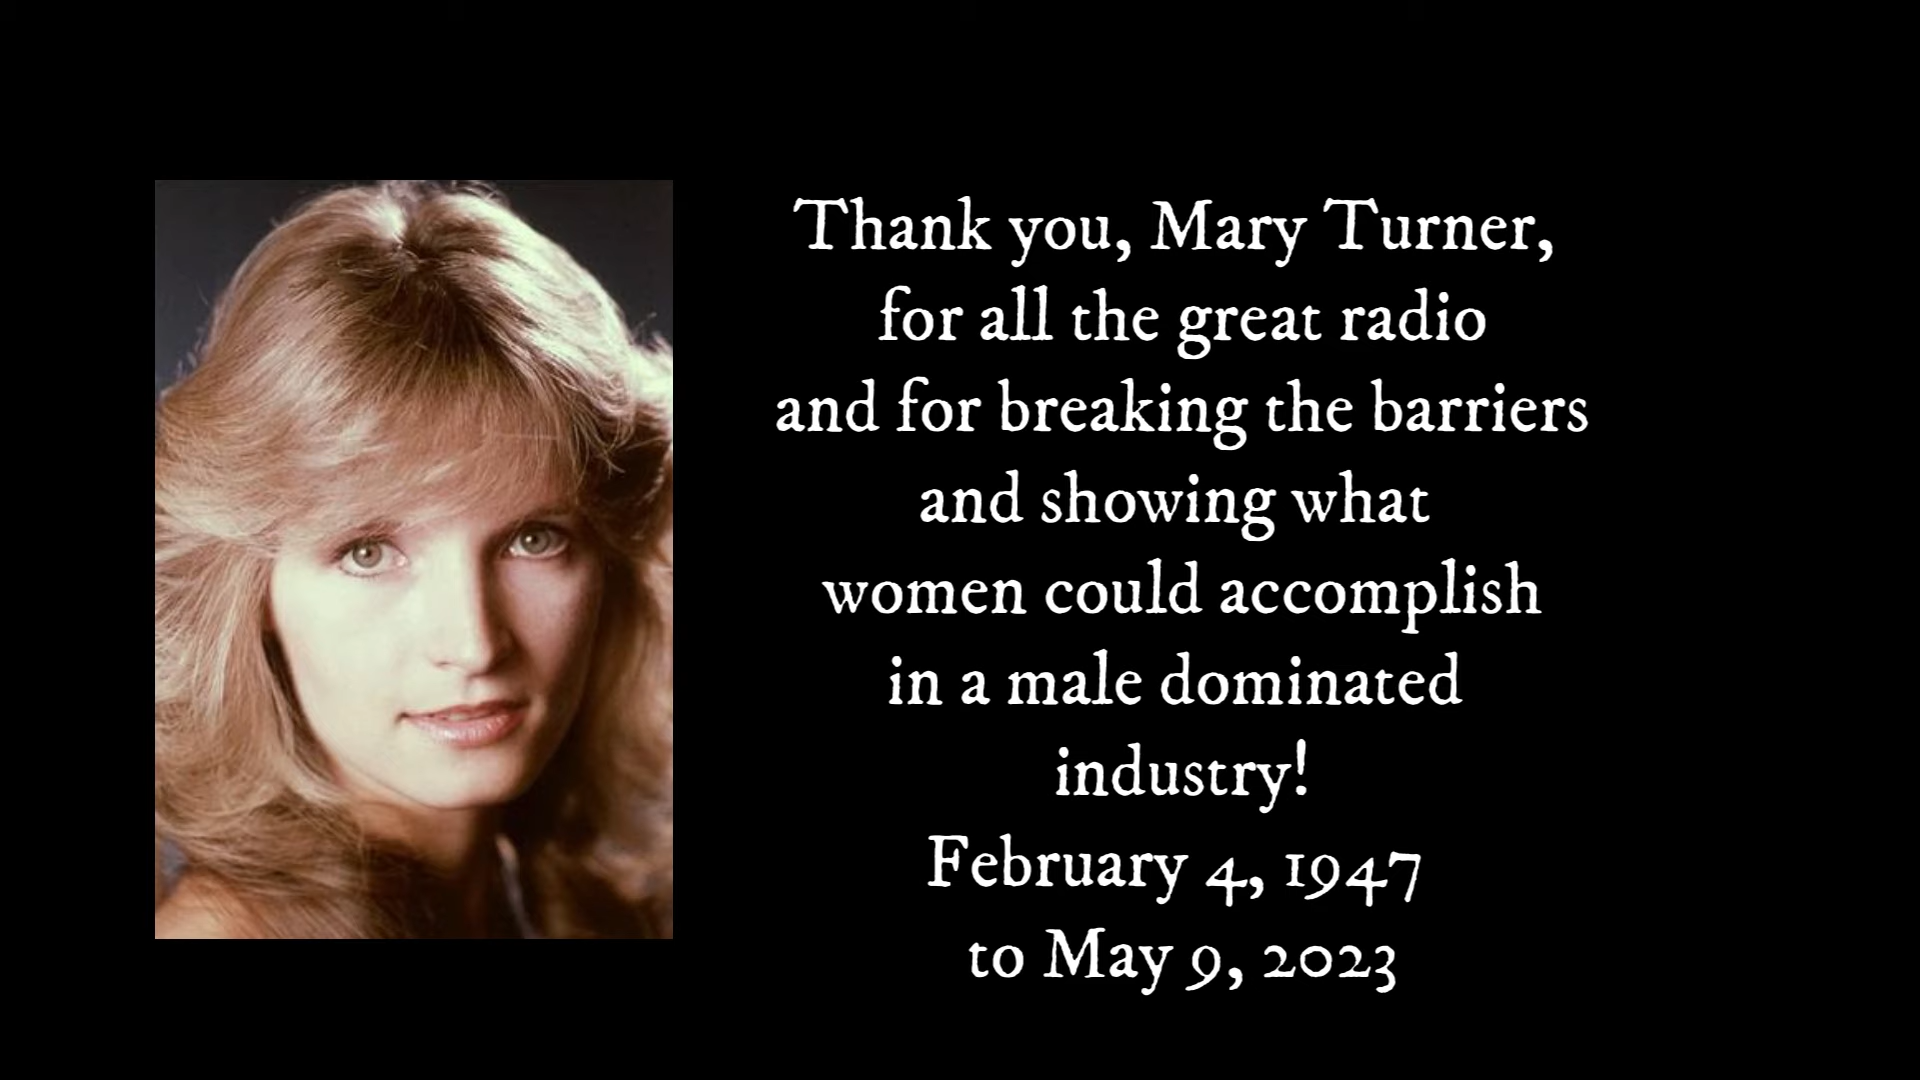 Thank you, Mary Turner,
for all the great radio
and for breaking the barriers
and showing what
women could accomplish
in a male dominated
industry!
February 4, 1947
to May 9, 2023